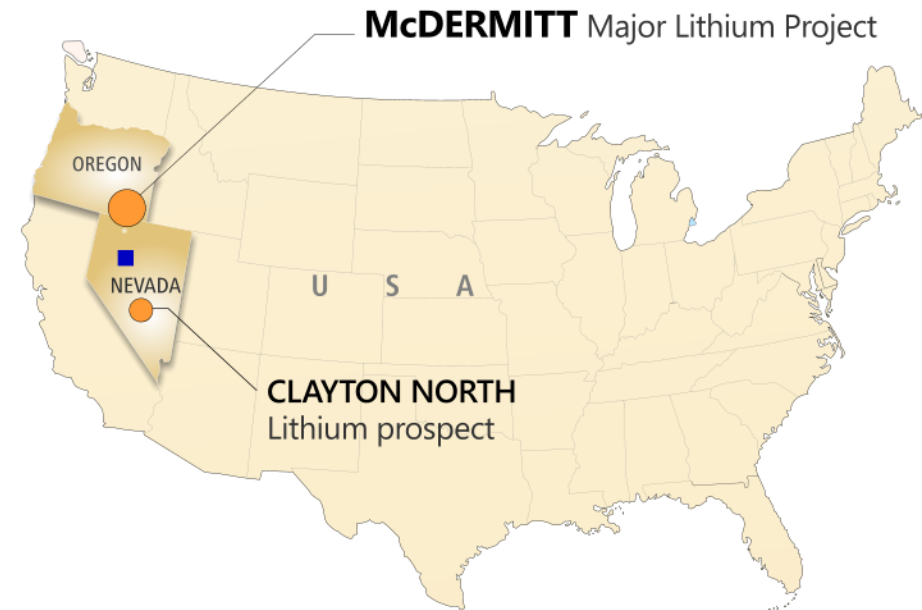 McDERMITT Major Lithium Project
OREGON
NEVADA
U S A
CLAYTON NORTH
Lithium prospect